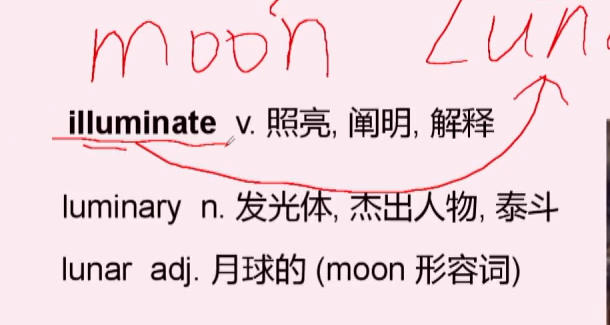 moon Lun
illuminate v. 照亮, 阐明, 解释
luminary n. 发光体, 杰出人物, 泰斗
lunar adj. 月球的 (moon 形容词)